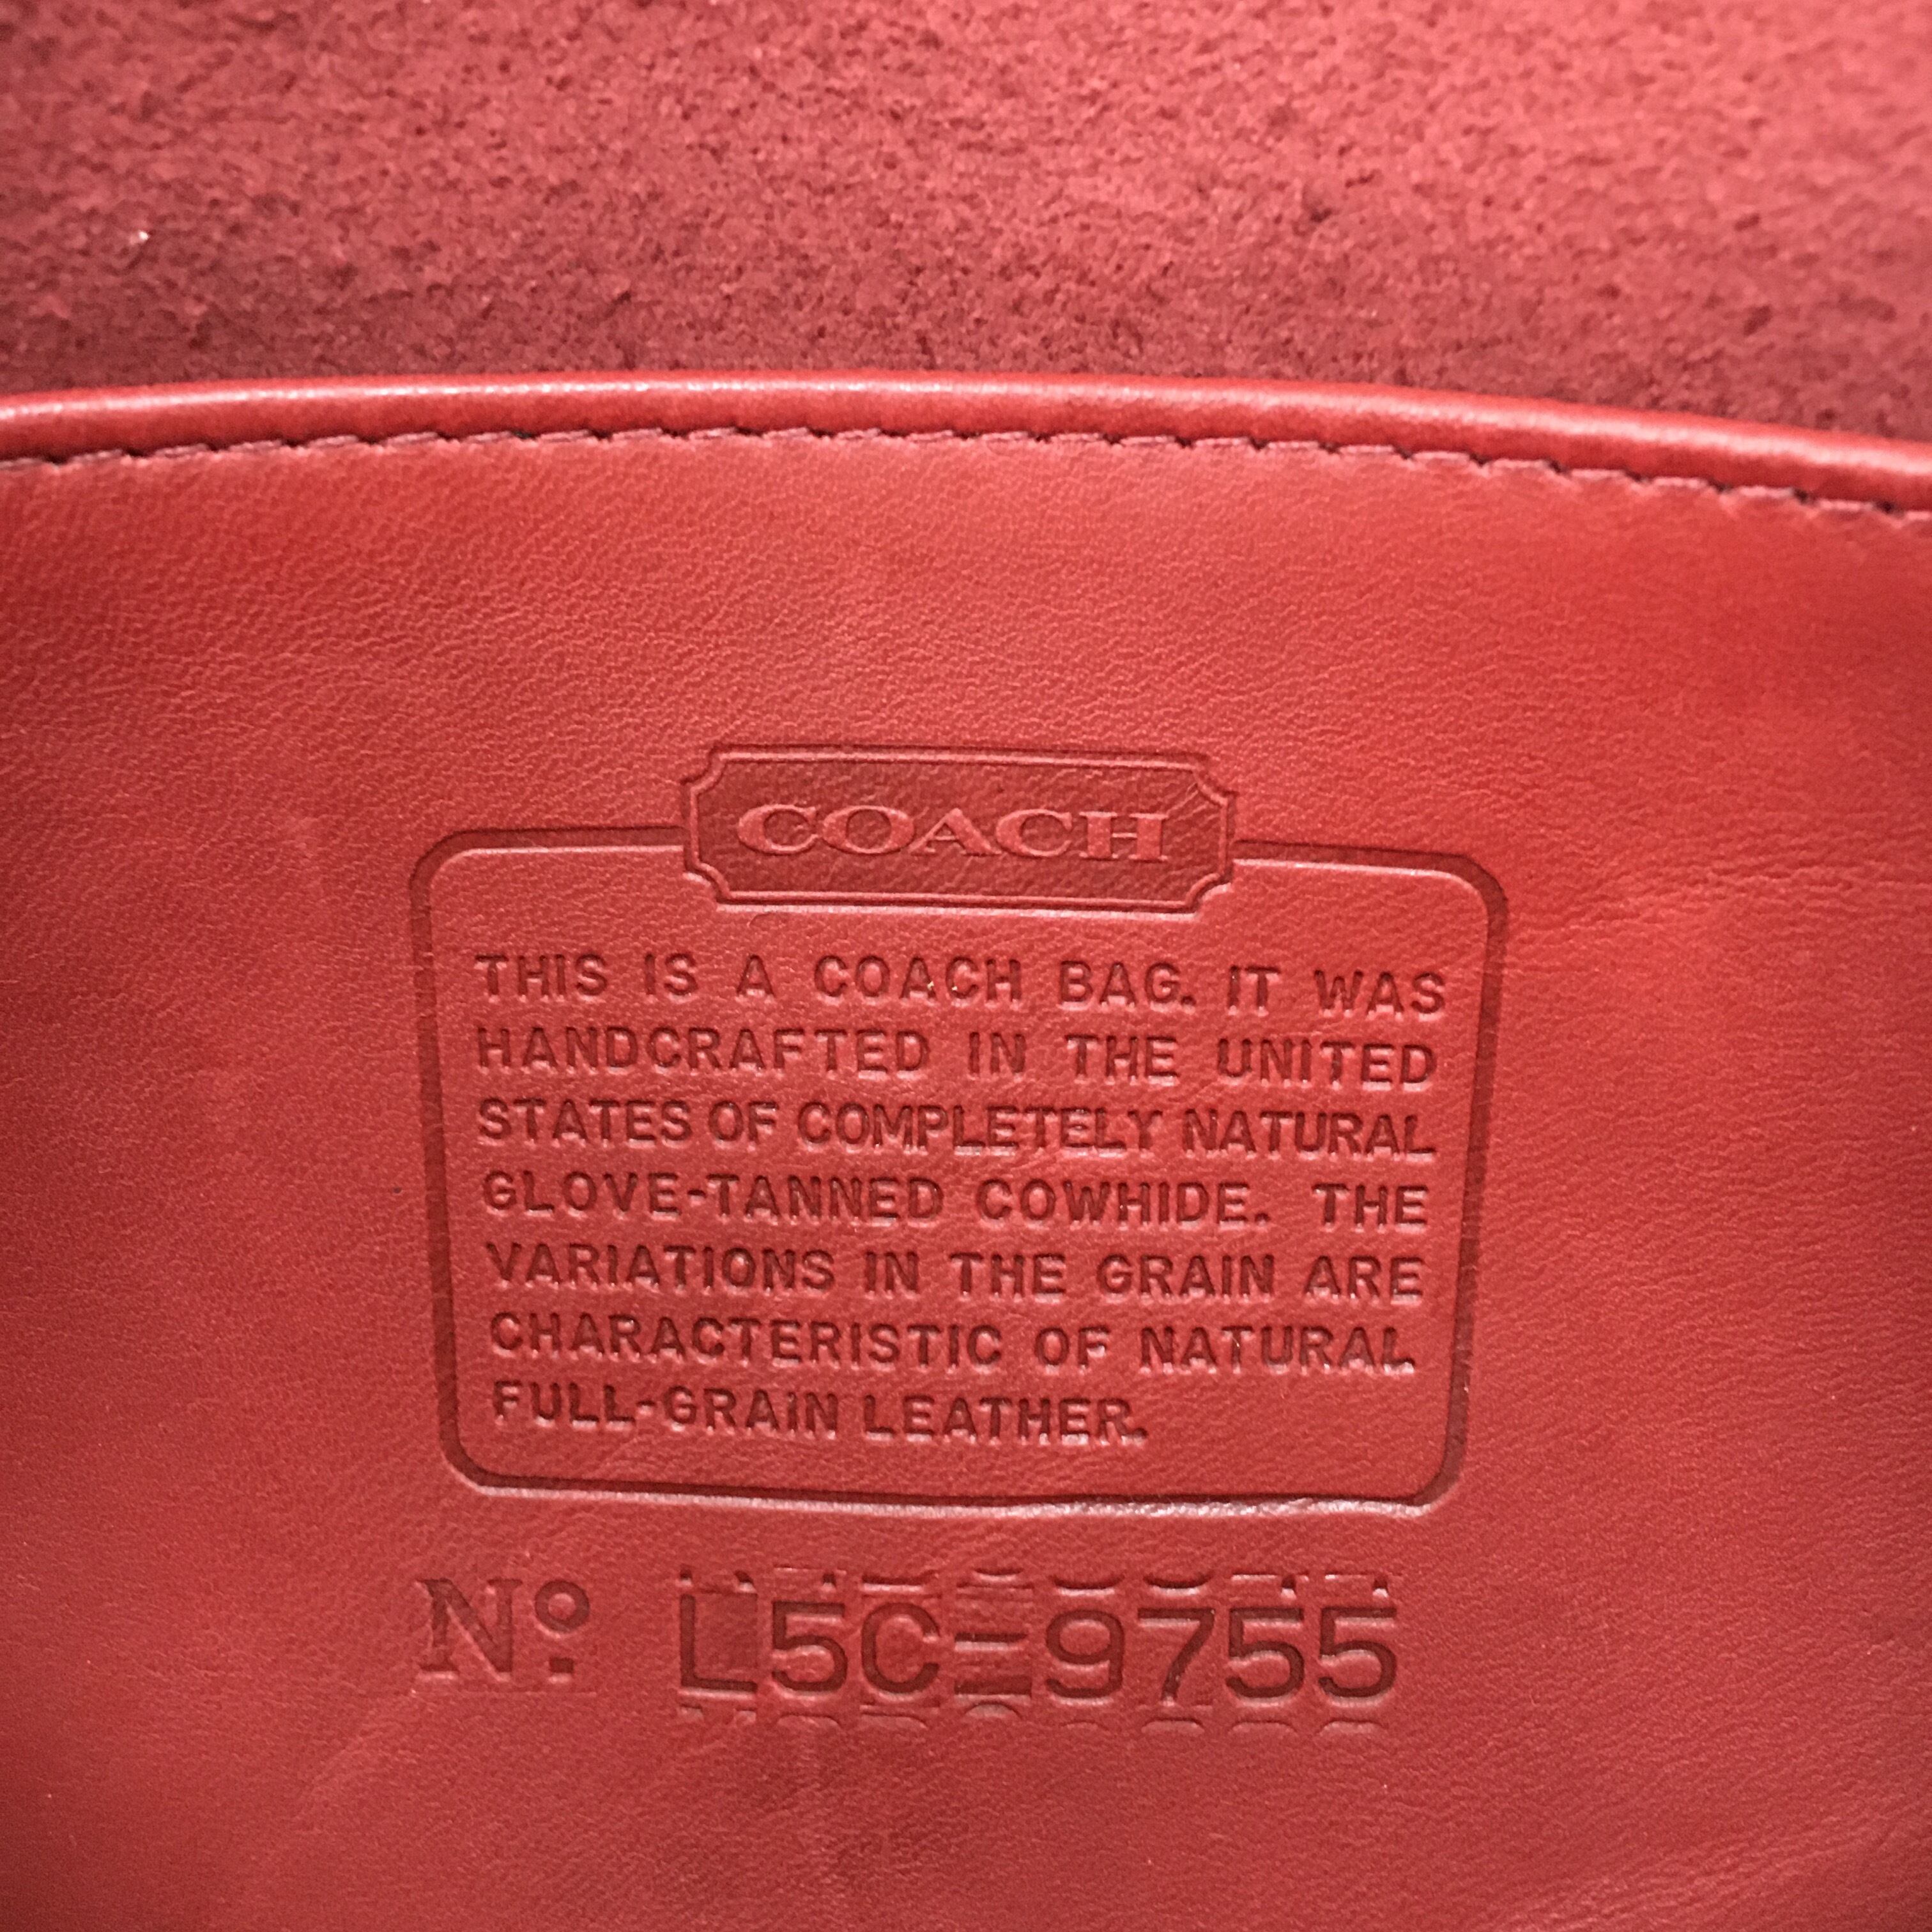 COACH
THIS IS A COACH BAG. IT WAS
HANDCRAFTED IN THE UNITED
STATES OF COMPLETELY NATURAL
GLOVE-TANNED COWHIDE. THE
VARIATIONS IN THE GRAIN ARE
CHARACTERISTIC OF NATURAL
FULL-GRAIN LEATHER.
Nº L5C-9755